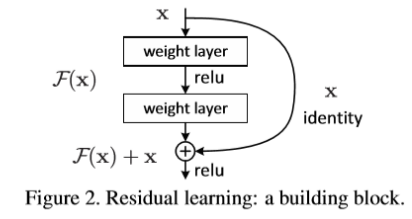 x
weight layer
F(x)
relu
weight layer
x
identity
F(x) + x
relu
Figure 2. Residual learning: a building block.